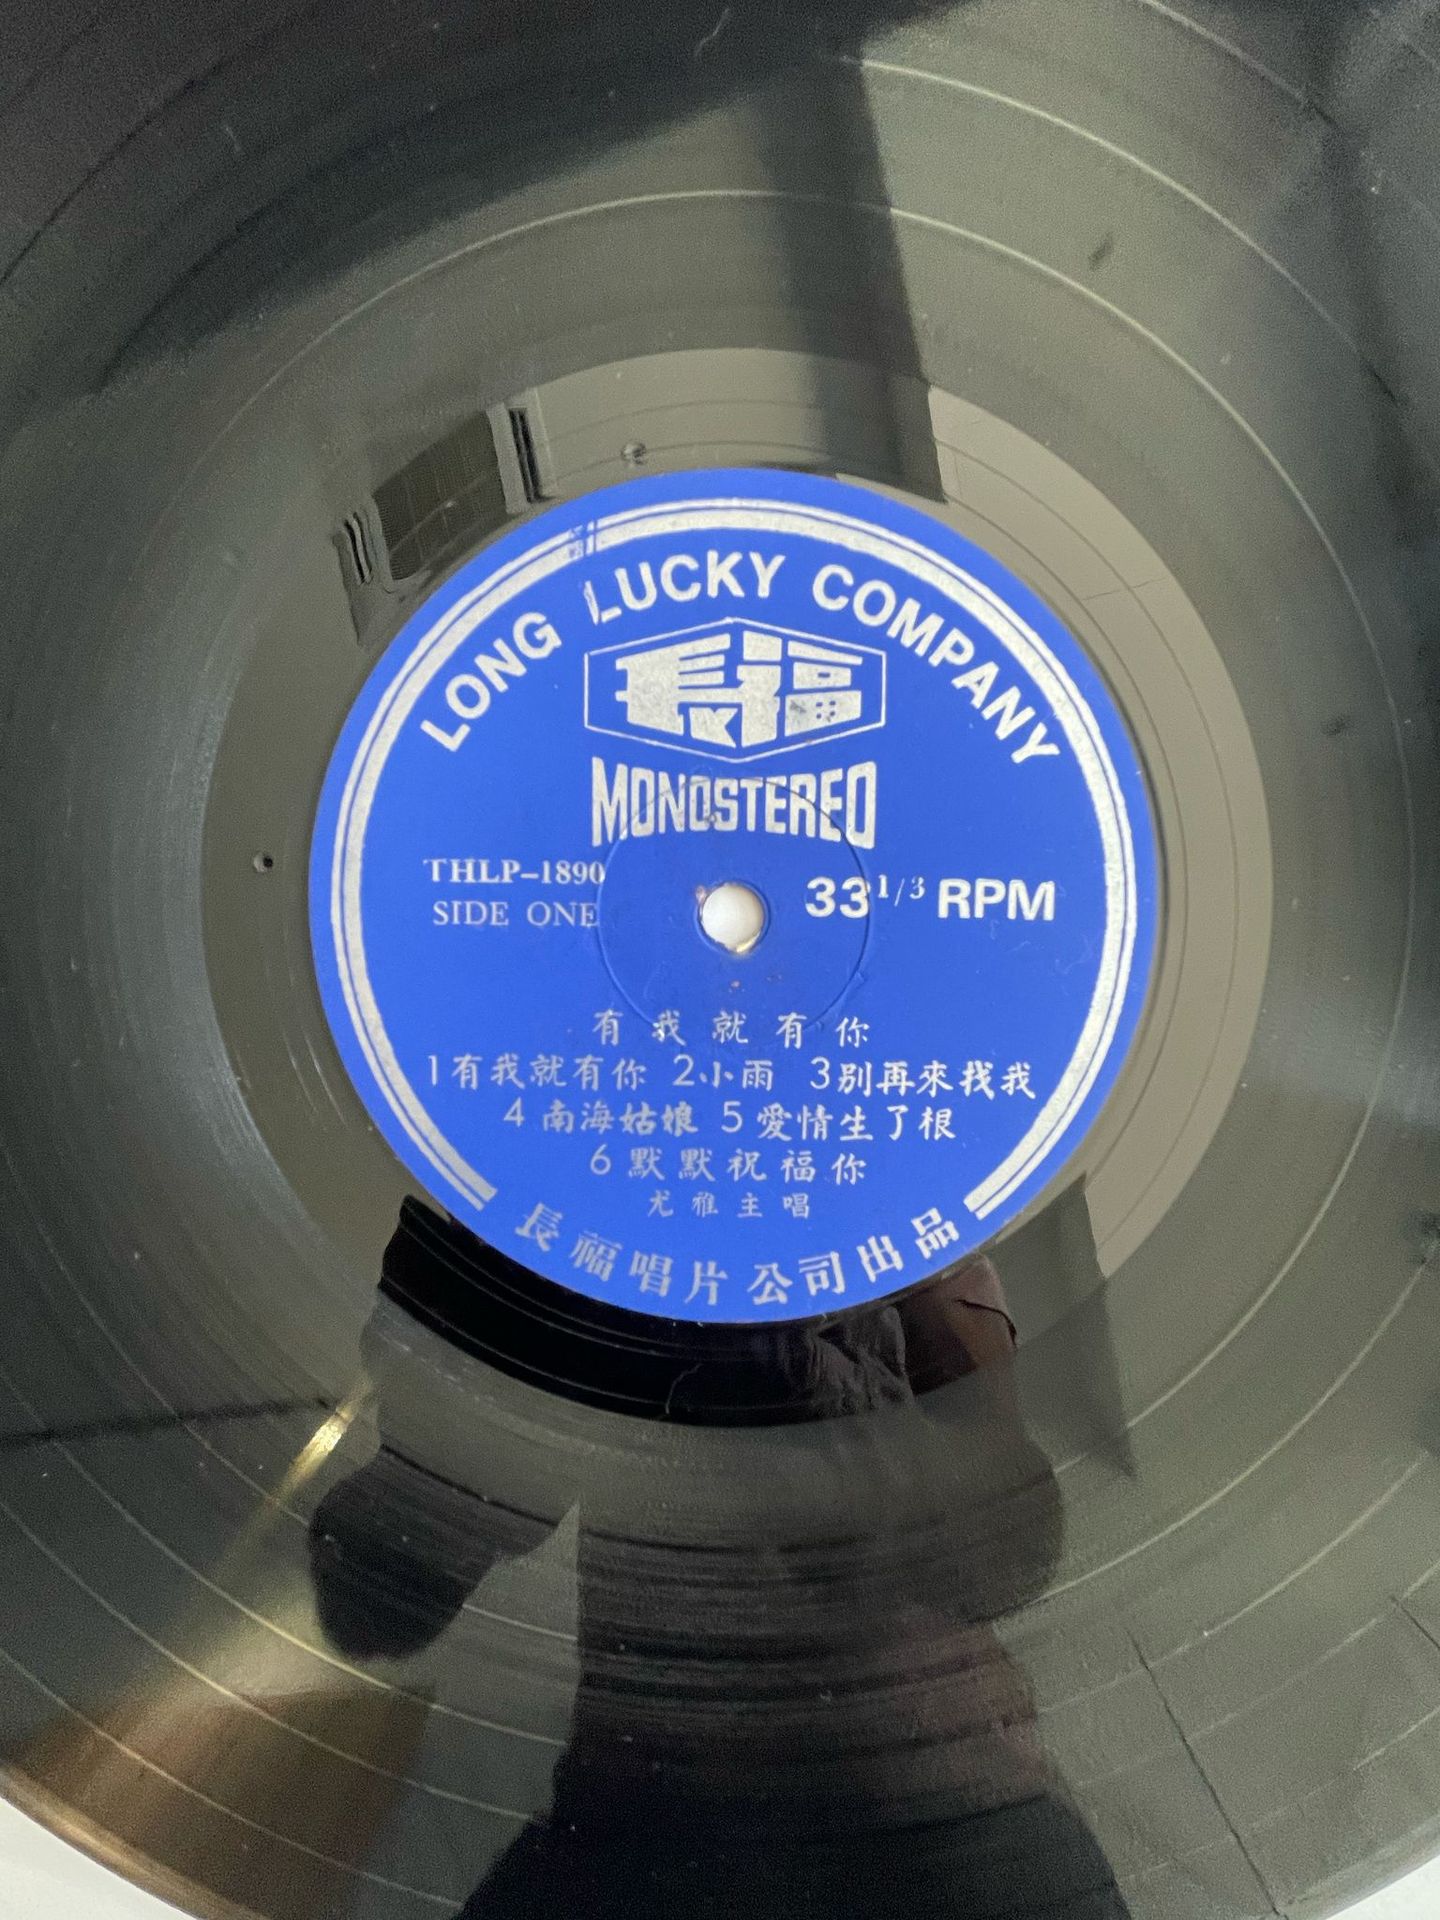 LONG LUCKY COMPANY
長福
MONOSTEREO
THLP-1890
SIDE ONE
33 1/3 RPM
有我就有你
1有我就有你 2小雨 3別再來找我
4南海姑娘 5愛情生了根
6默默祝福你
尤雅主唱
長福唱片公司出品